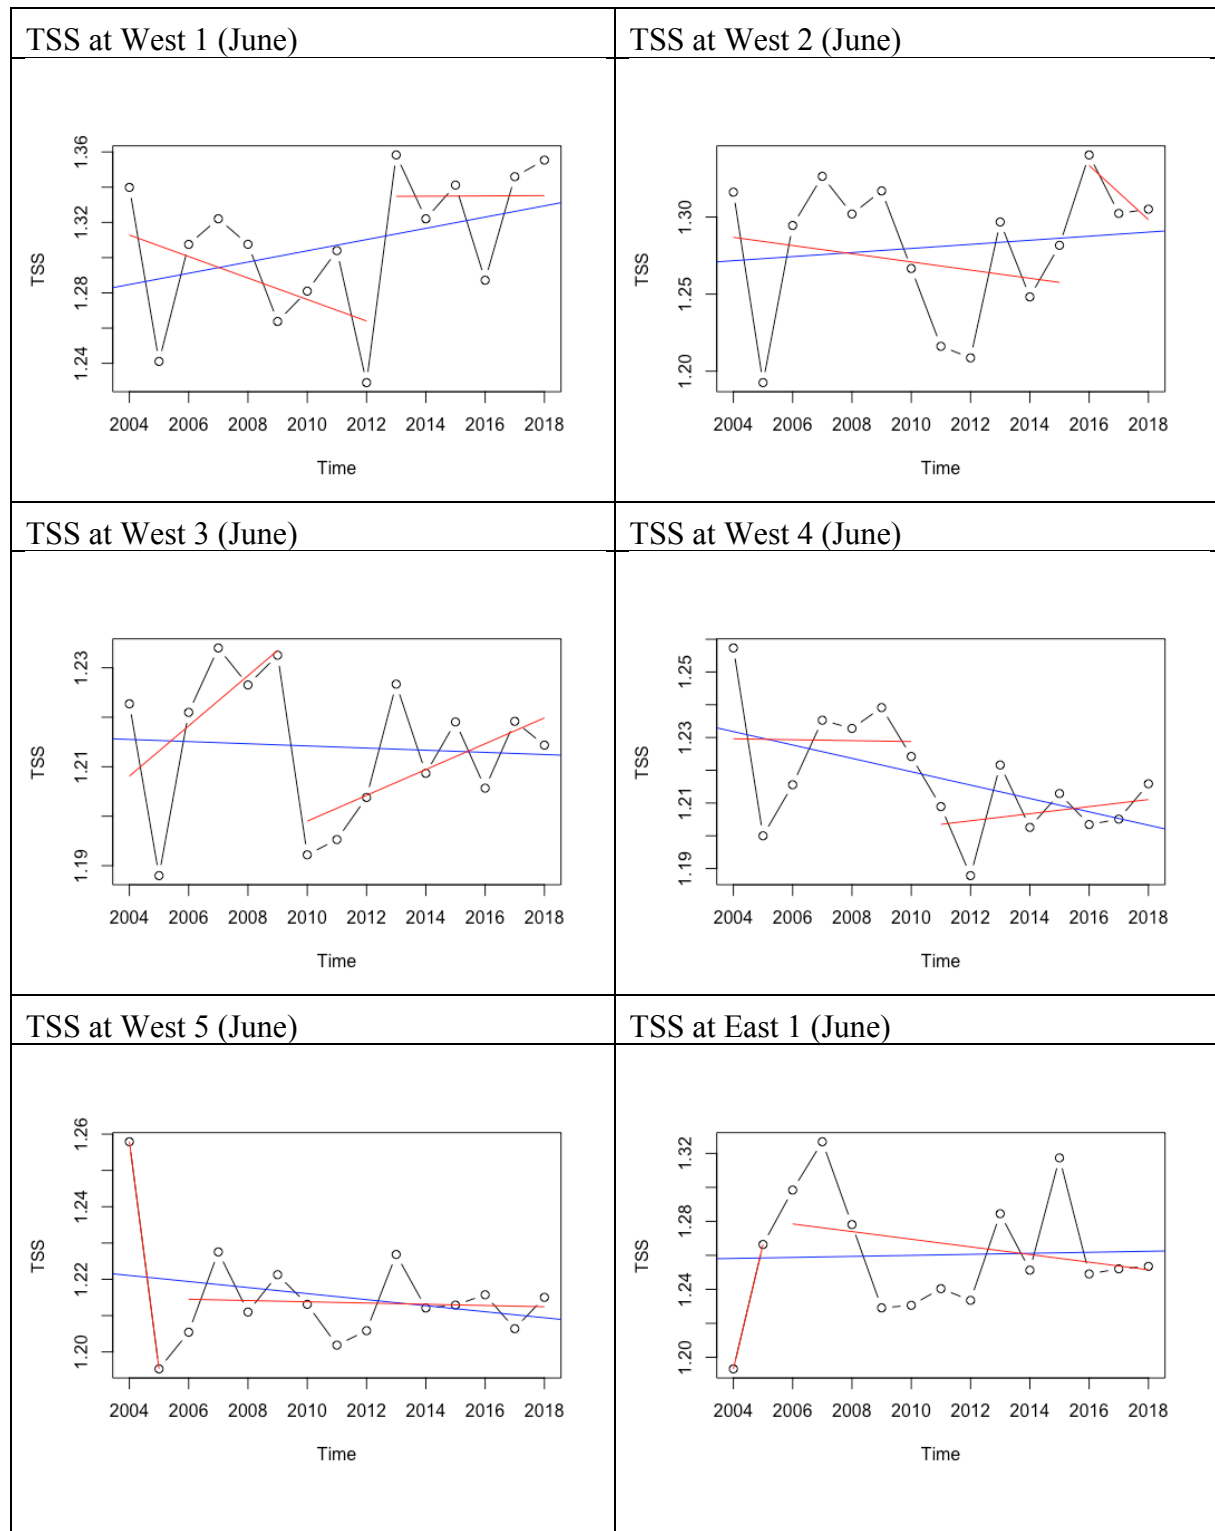 TSS at West 1 (June)
TSS at West 2 (June)
TSS
1.24 1.28 1.32 1.36
2004 2006 2008 2010 2012 2014 2016 2018
Time
TSS
1.20 1.25 1.30
2004 2006 2008 2010 2012 2014 2016 2018
Time
TSS at West 3 (June)
TSS at West 4 (June)
TSS
1.19 1.21 1.23
2004 2006 2008 2010 2012 2014 2016 2018
Time
TSS
1.19 1.21 1.23 1.25
2004 2006 2008 2010 2012 2014 2016 2018
Time
TSS at West 5 (June)
TSS at East 1 (June)
TSS
1.20 1.22 1.24 1.26
2004 2006 2008 2010 2012 2014 2016 2018
Time
TSS
1.20 1.24 1.28 1.32
2004 2006 2008 2010 2012 2014 2016 2018
Time